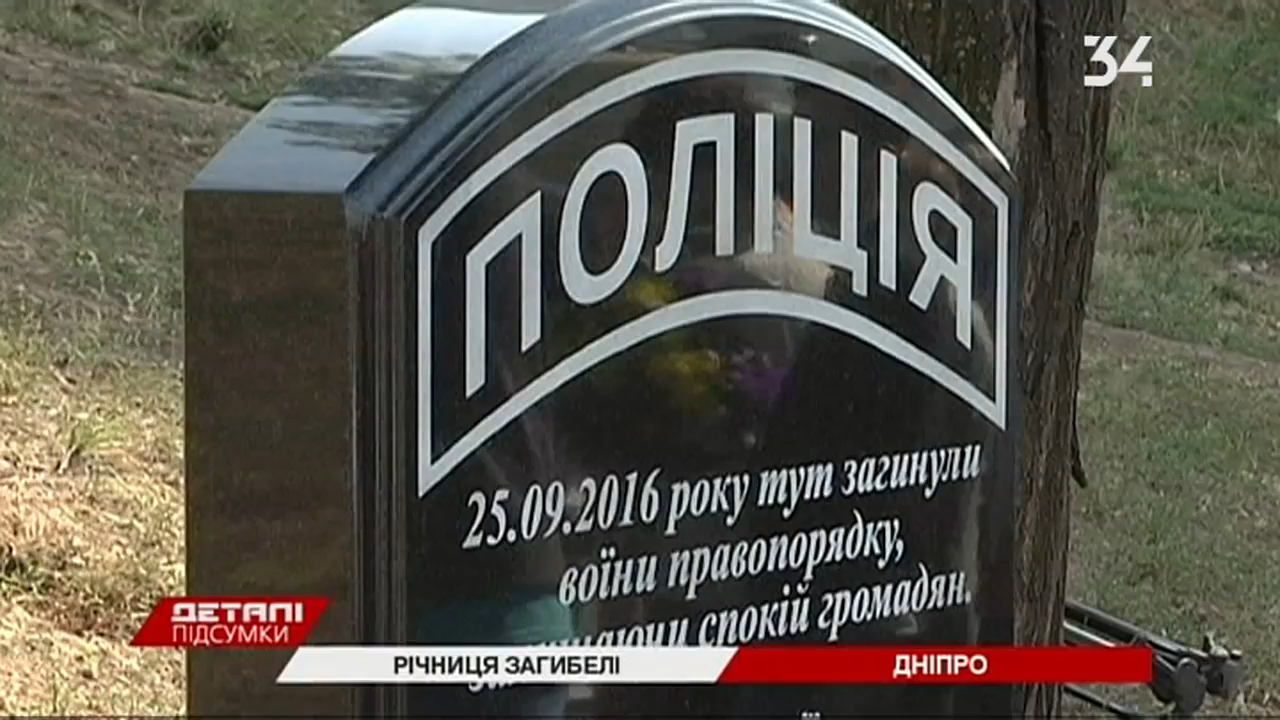 34
ПОЛІЦІЯ
25.09.2016 року тут загинули
воїни правопорядку,
спокій громадян.
ДЕТАЛІ
ПІДСУМКИ
РІЧНИЦЯ ЗАГИБЕЛІ
ДНІПРО